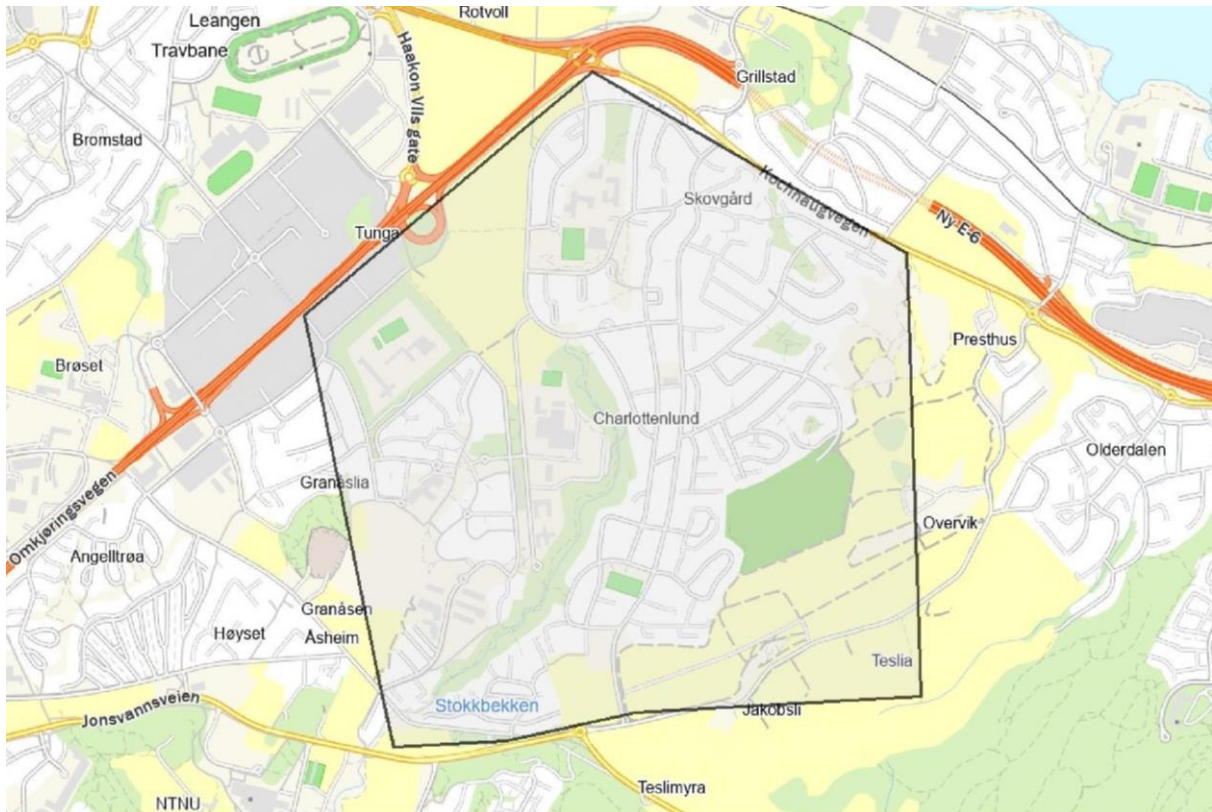 Leangen
Travbane
Rotvoll
Haakon VIIs gate
Grillstad
Bromstad
Skovgård
Kochhaugvegen
Ny E-6
Tunga
Presthus
Brøset
Charlottenlund
Olderdalen
Granåslia
Omkjøringsvegen
Overvik
Angelltrøa
Granåsen
Høyset
Åsheim
Teslia
Stokkbekken
Jonsvannsveien
Jakobsli
Teslimyra
NTNU